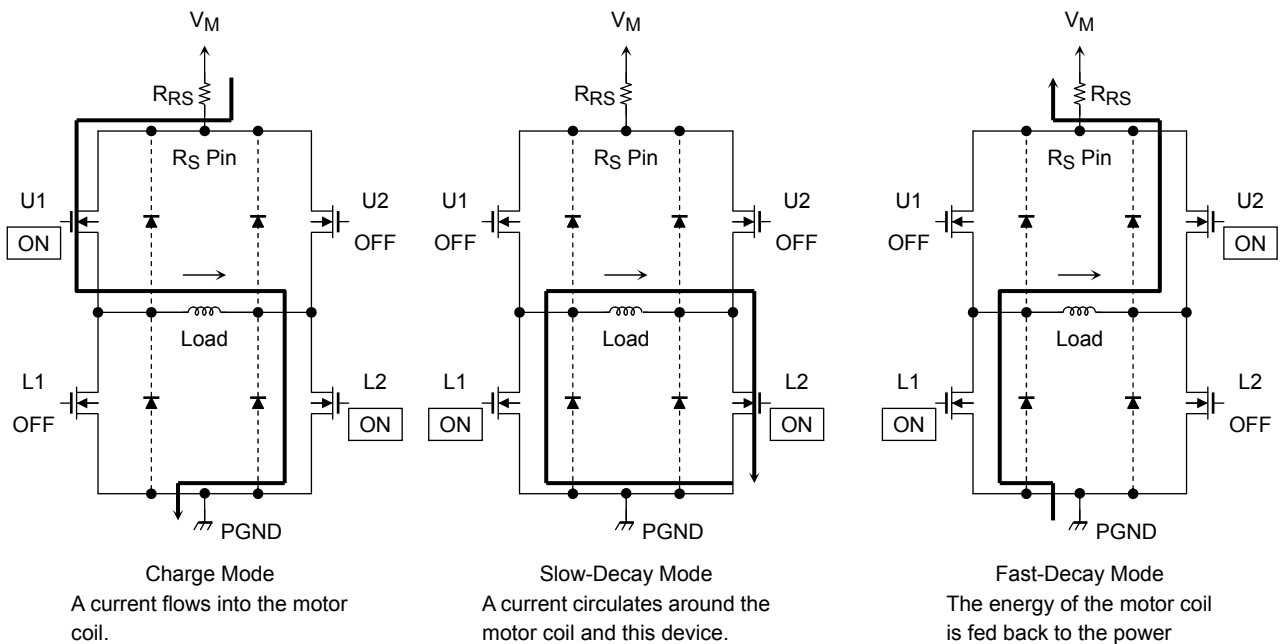 VM
RRS
RS Pin
U1
ON
U2
OFF
Load
L1
OFF
L2
ON
PGND
Charge Mode
A current flows into the motor
coil.
VM
RRS
RS Pin
U1
OFF
U2
OFF
Load
L1
ON
L2
ON
PGND
Slow-Decay Mode
A current circulates around the
motor coil and this device.
VM
RRS
RS Pin
U1
OFF
U2
ON
Load
L1
ON
L2
OFF
PGND
Fast-Decay Mode
The energy of the motor coil
is fed back to the power